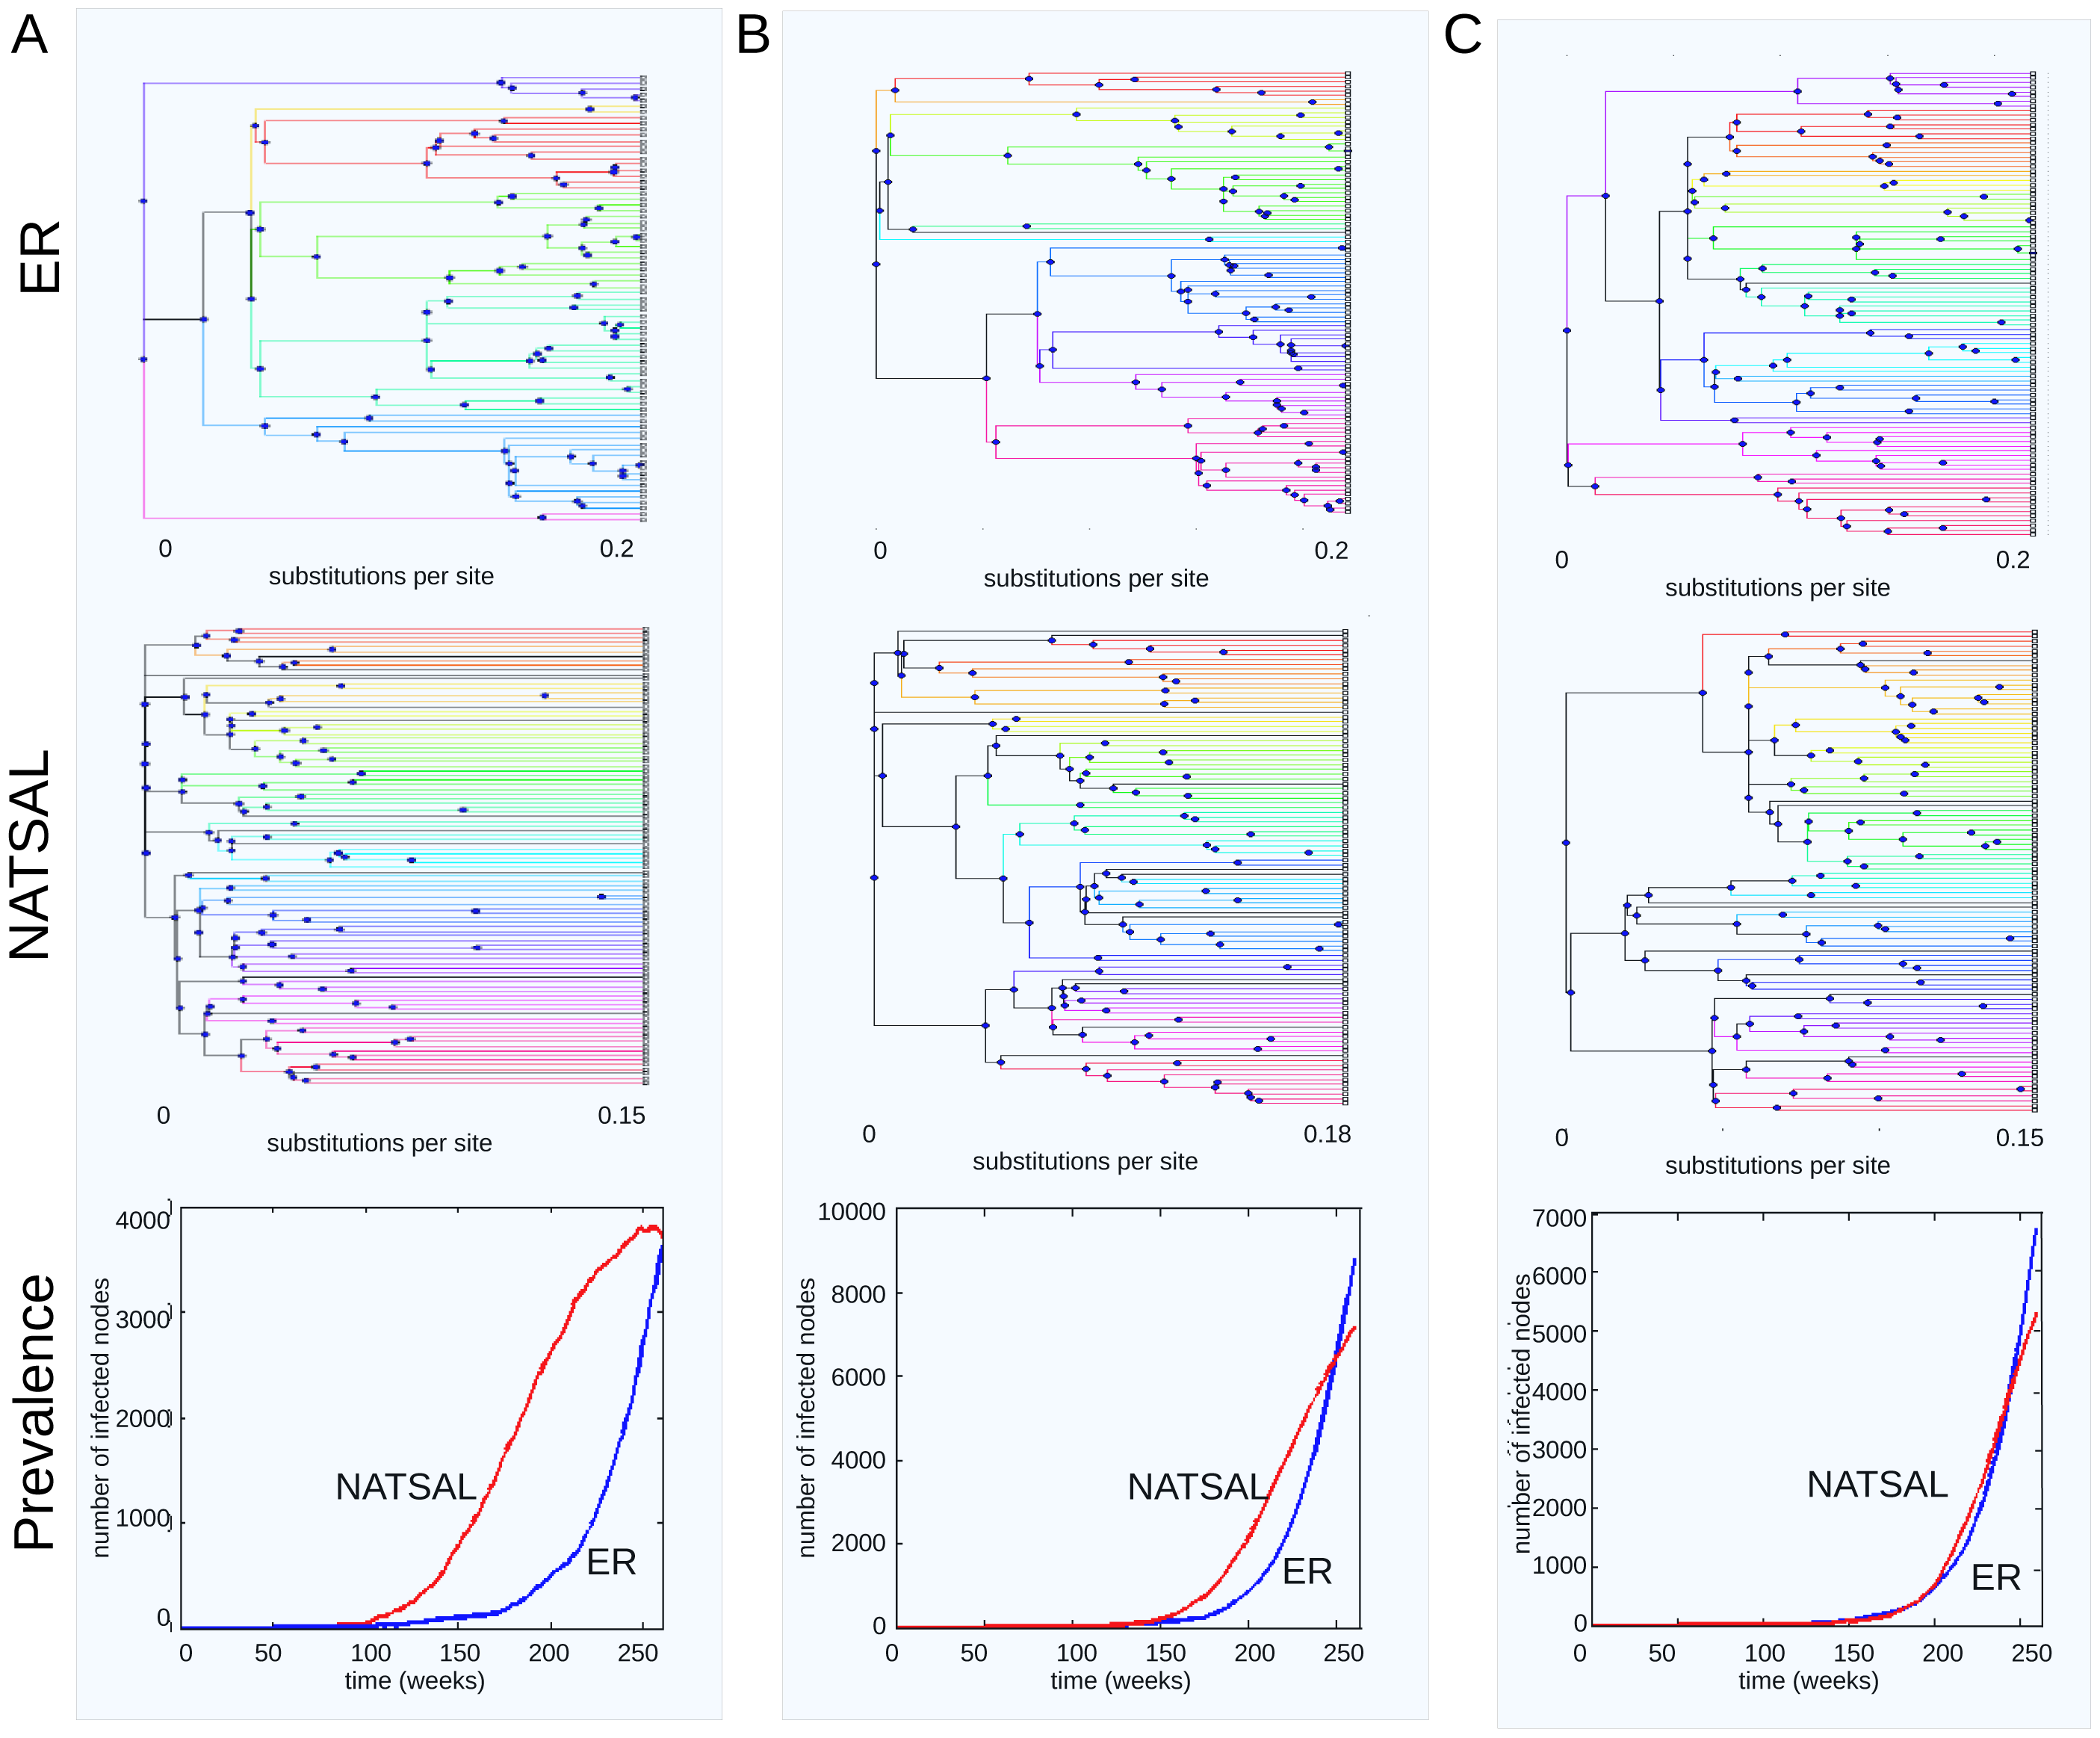 A
B
C
ER
0
0.2
substitutions per site
0
0.2
substitutions per site
0
0.2
substitutions per site
NATSAL
0
0.15
substitutions per site
0
0.18
substitutions per site
0
0.15
substitutions per site
Prevalence
number of infected nodes
4000
3000
2000
1000
0
NATSAL
ER
0 50 100 150 200 250
time (weeks)
number of infected nodes
10000
8000
6000
4000
2000
0
NATSAL
ER
0 50 100 150 200 250
time (weeks)
number of infected nodes
7000
6000
5000
4000
3000
2000
1000
0
NATSAL
ER
0 50 100 150 200 250
time (weeks)